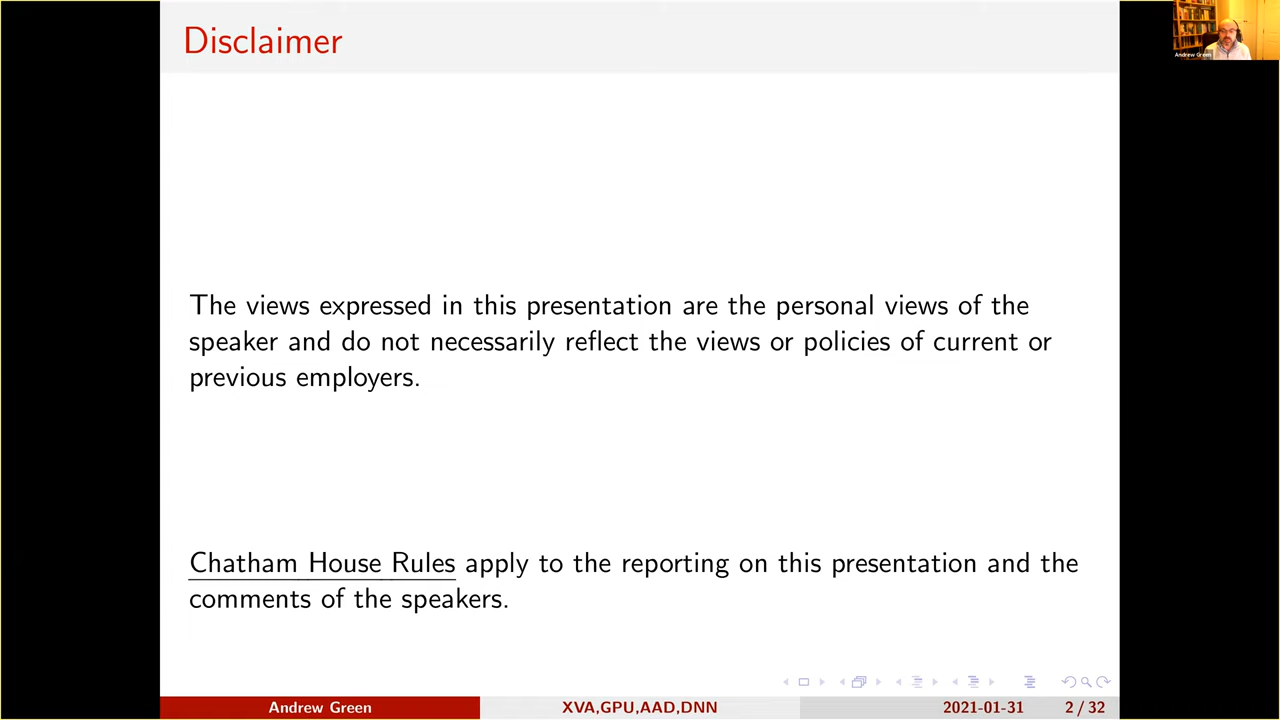 Disclaimer
Andrew Green
The views expressed in this presentation are the personal views of the
speaker and do not necessarily reflect the views or policies of current or
previous employers.
Chatham House Rules apply to the reporting on this presentation and the
comments of the speakers.
Andrew Green XVA,GPU,AAD,DNN 2021-01-31 2 / 32